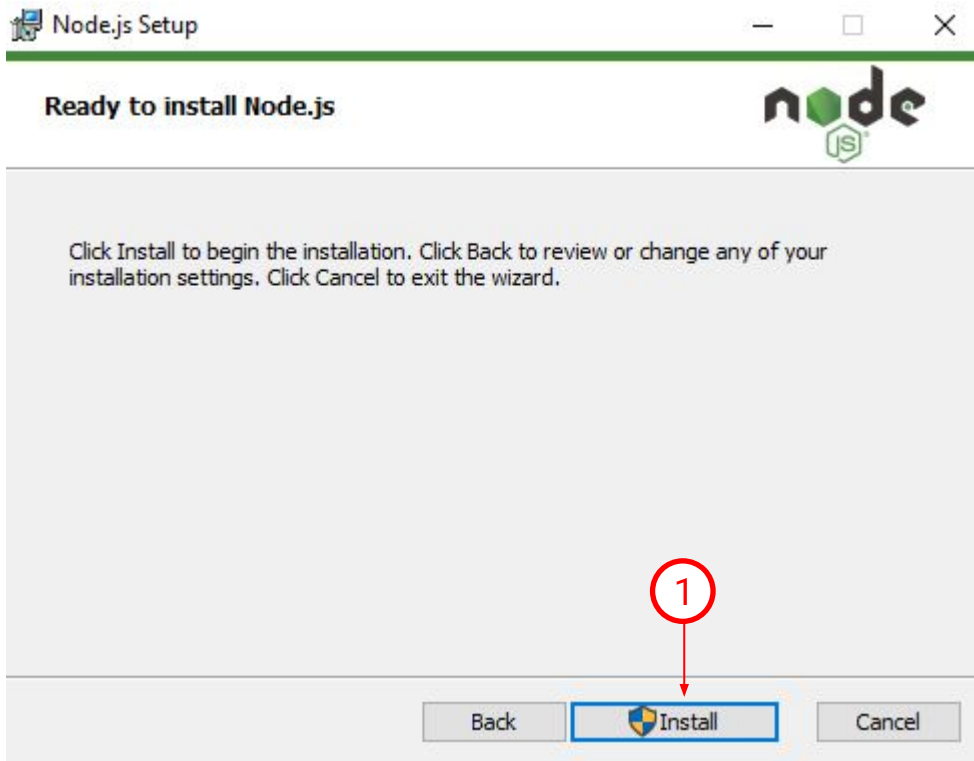 Node.js Setup
Ready to install Node.js
node
JS
Click Install to begin the installation. Click Back to review or change any of your
installation settings. Click Cancel to exit the wizard.
1
Back Install Cancel